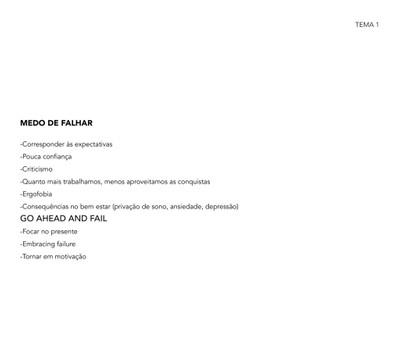 TEMA 1
MEDO DE FALHAR
-Corresponder às expectativas
-Pouca confiança
-Criticismo
-Quanto mais trabalhamos, menos aproveitamos as conquistas
-Ergofobia
-Consequências no bem estar (privação de sono, ansiedade, depressão)
GO AHEAD AND FAIL
-Focar no presente
-Embracing failure
-Tornar em motivação